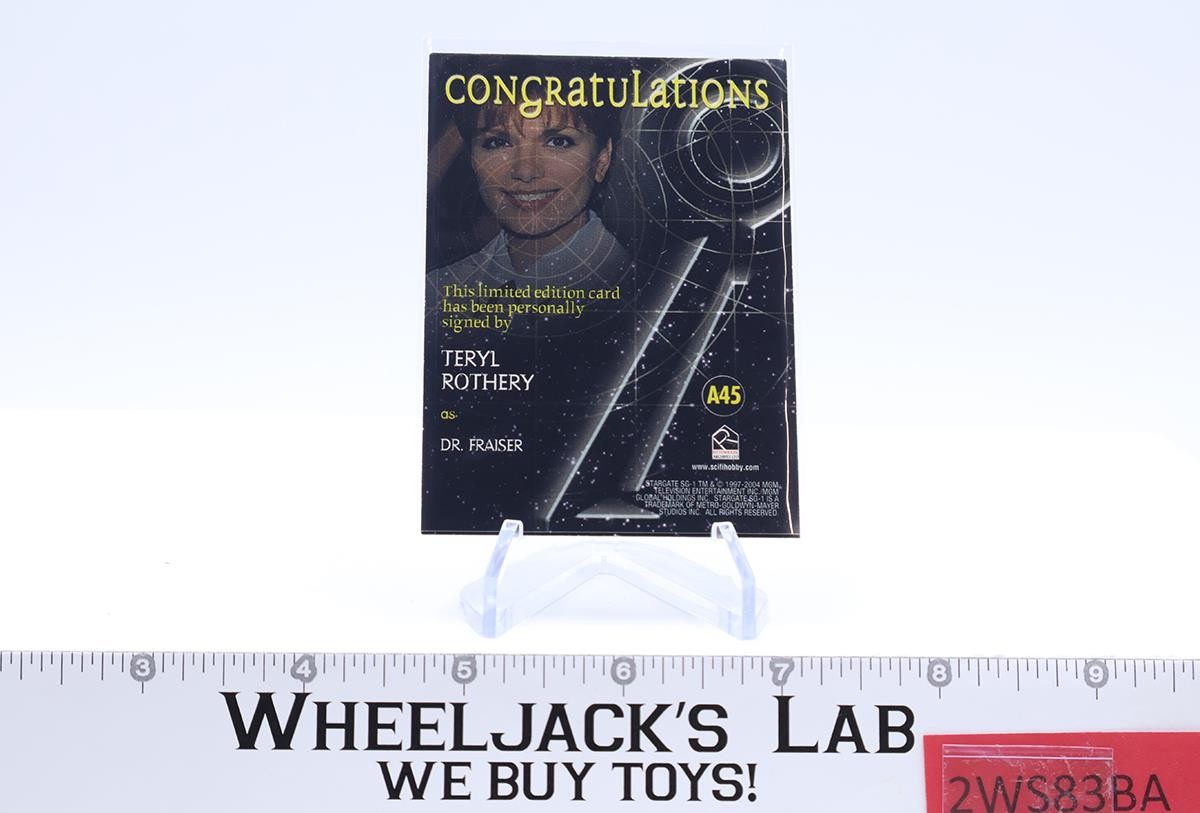 CONGRATULATIONS
This limited edition card
has been personally
signed by
TERYL
ROTHERY
as
DR. FRAISER
A45
RITTENHOUSE
ARCHIVES LTD
www.scifihobby.com
STARGATE SG-1 TM & © 1997-2004 MGM
TELEVISION ENTERTAINMENT INC./MGM
GLOBAL HOLDINGS INC. STARGATE SG-1 IS A
TRADEMARK OF METRO-GOLDWYN-MAYER
STUDIOS INC. ALL RIGHTS RESERVED.
3 4 5 6 7 8 9
WHEELJACK'S LAB
WE BUY TOYS!
2WS83BA